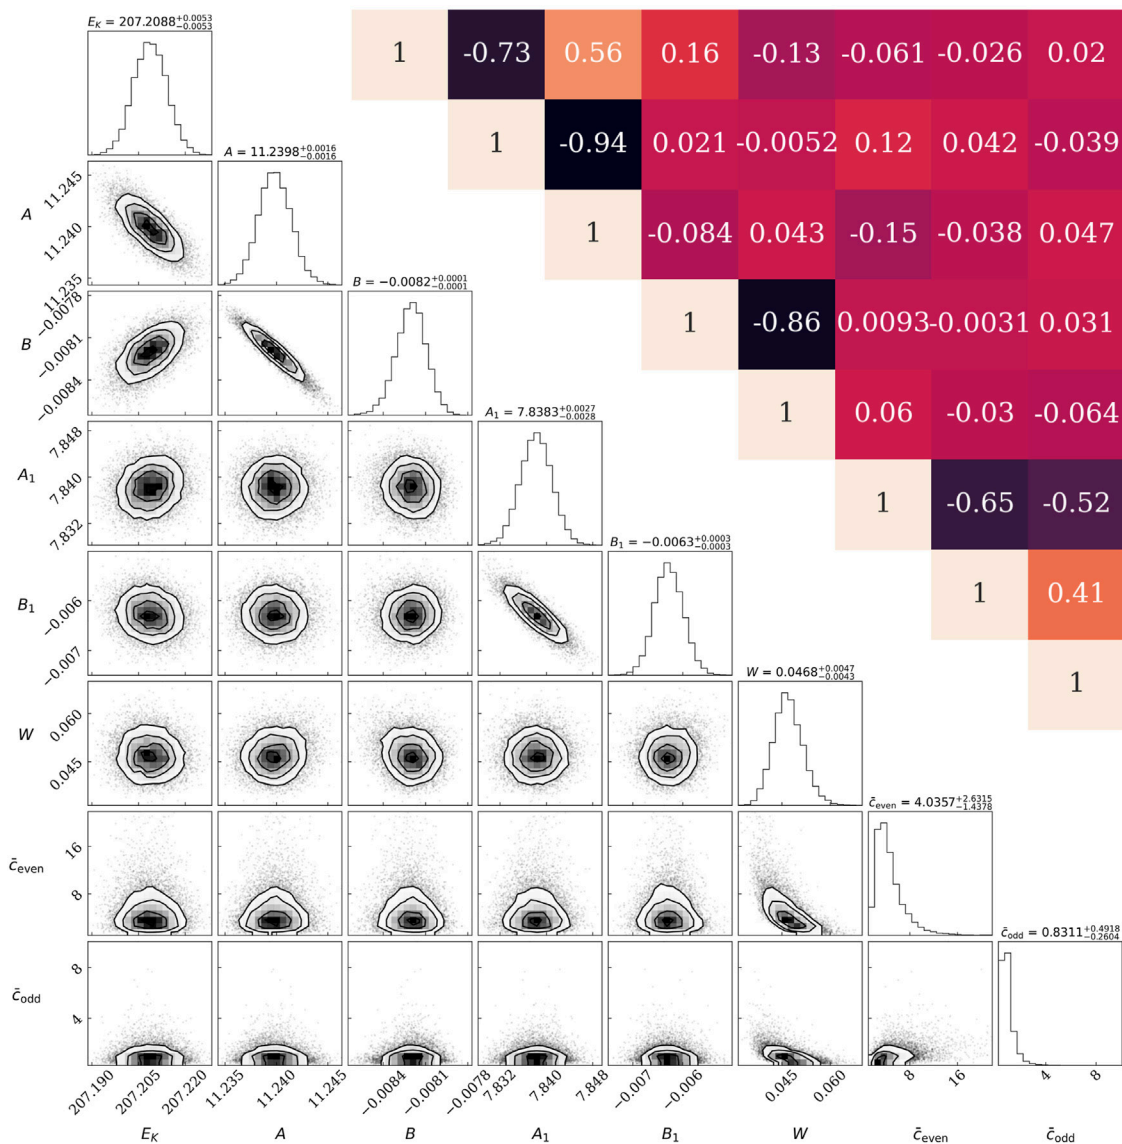 E_K = 207.2088^{+0.0053}_{−0.0053}
1 -0.73 0.56 0.16 -0.13 -0.061 -0.026 0.02
A = 11.2398^{+0.0016}_{−0.0016}
1 -0.94 0.021 -0.0052 0.12 0.042 -0.039
A
11.245
11.240
11.235
1 -0.084 0.043 -0.15 -0.038 0.047
B = −0.0082^{+0.0001}_{−0.0001}
B
−0.0078
−0.0081
−0.0084
1 -0.86 0.0093 -0.0031 0.031
A_1 = 7.8383^{+0.0027}_{−0.0028}
1 0.06 -0.03 -0.064
A_1
7.848
7.840
7.832
1 -0.65 -0.52
B_1 = −0.0063^{+0.0003}_{−0.0003}
B_1
−0.006
−0.007
1 0.41
W = 0.0468^{+0.0047}_{−0.0043}
1
W
0.060
0.045
c̄_even = 4.0357^{+2.6315}_{−1.4378}
c̄_even
16
8
c̄_odd = 0.8311^{+0.4918}_{−0.2604}
c̄_odd
8
4
207.190 207.205 207.220 11.235 11.240 11.245 −0.0084 −0.0081 −0.0078 7.832 7.840 7.848 −0.007 −0.006 0.045 0.060 8 16 4 8
E_K A B A_1 B_1 W c̄_even c̄_odd